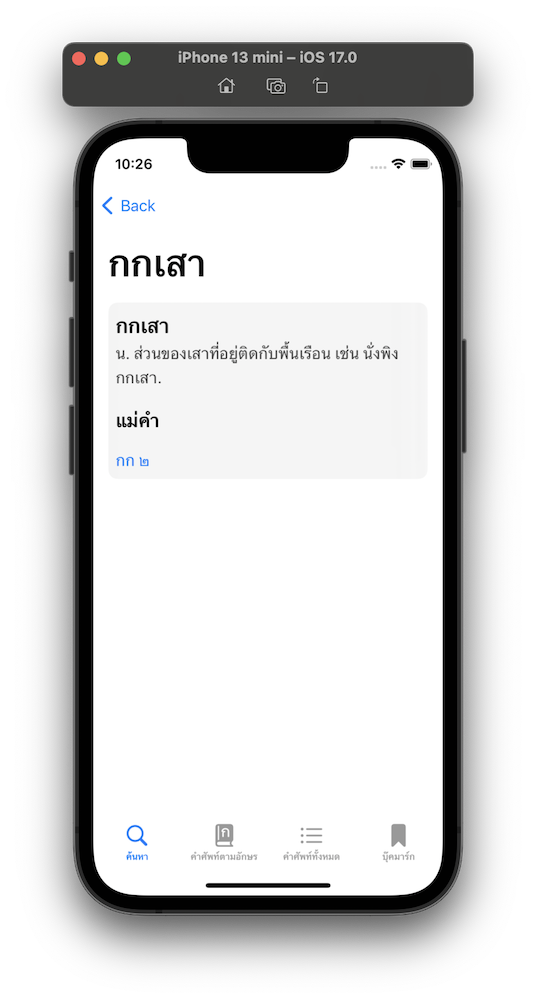 iPhone 13 mini – iOS 17.0
10:26
Back
กกเสา
กกเสา
น. ส่วนของเสาที่อยู่ติดกับพื้นเรือน เช่น นั่งพิง
กกเสา.
แม่คำ
กก ๒
ก
ค้นหา คำศัพท์ตามอักษร คำศัพท์ทั้งหมด บุ๊คมาร์ก